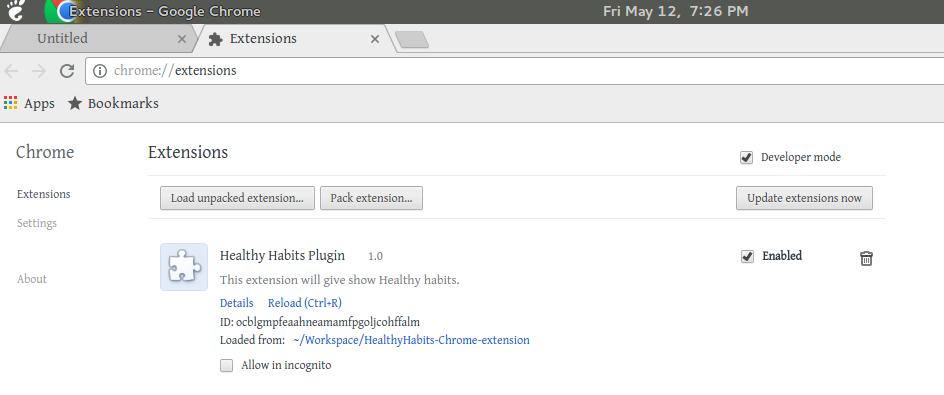 Extensions – Google Chrome Fri May 12, 7:26 PM
Untitled Extensions
chrome://extensions
Apps Bookmarks
Chrome Extensions Developer mode
Extensions Load unpacked extension... Pack extension... Update extensions now
Settings
Healthy Habits Plugin 1.0 Enabled
This extension will give show Healthy habits.
About
Details Reload (Ctrl+R)
ID: ocblgmpfeaahneamamfpgoljcohffalm
Loaded from: ~/Workspace/HealthyHabits-Chrome-extension
Allow in incognito